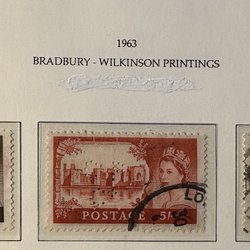 1963
BRADBURY - WILKINSON PRINTINGS
POSTAGE 5/-
LO